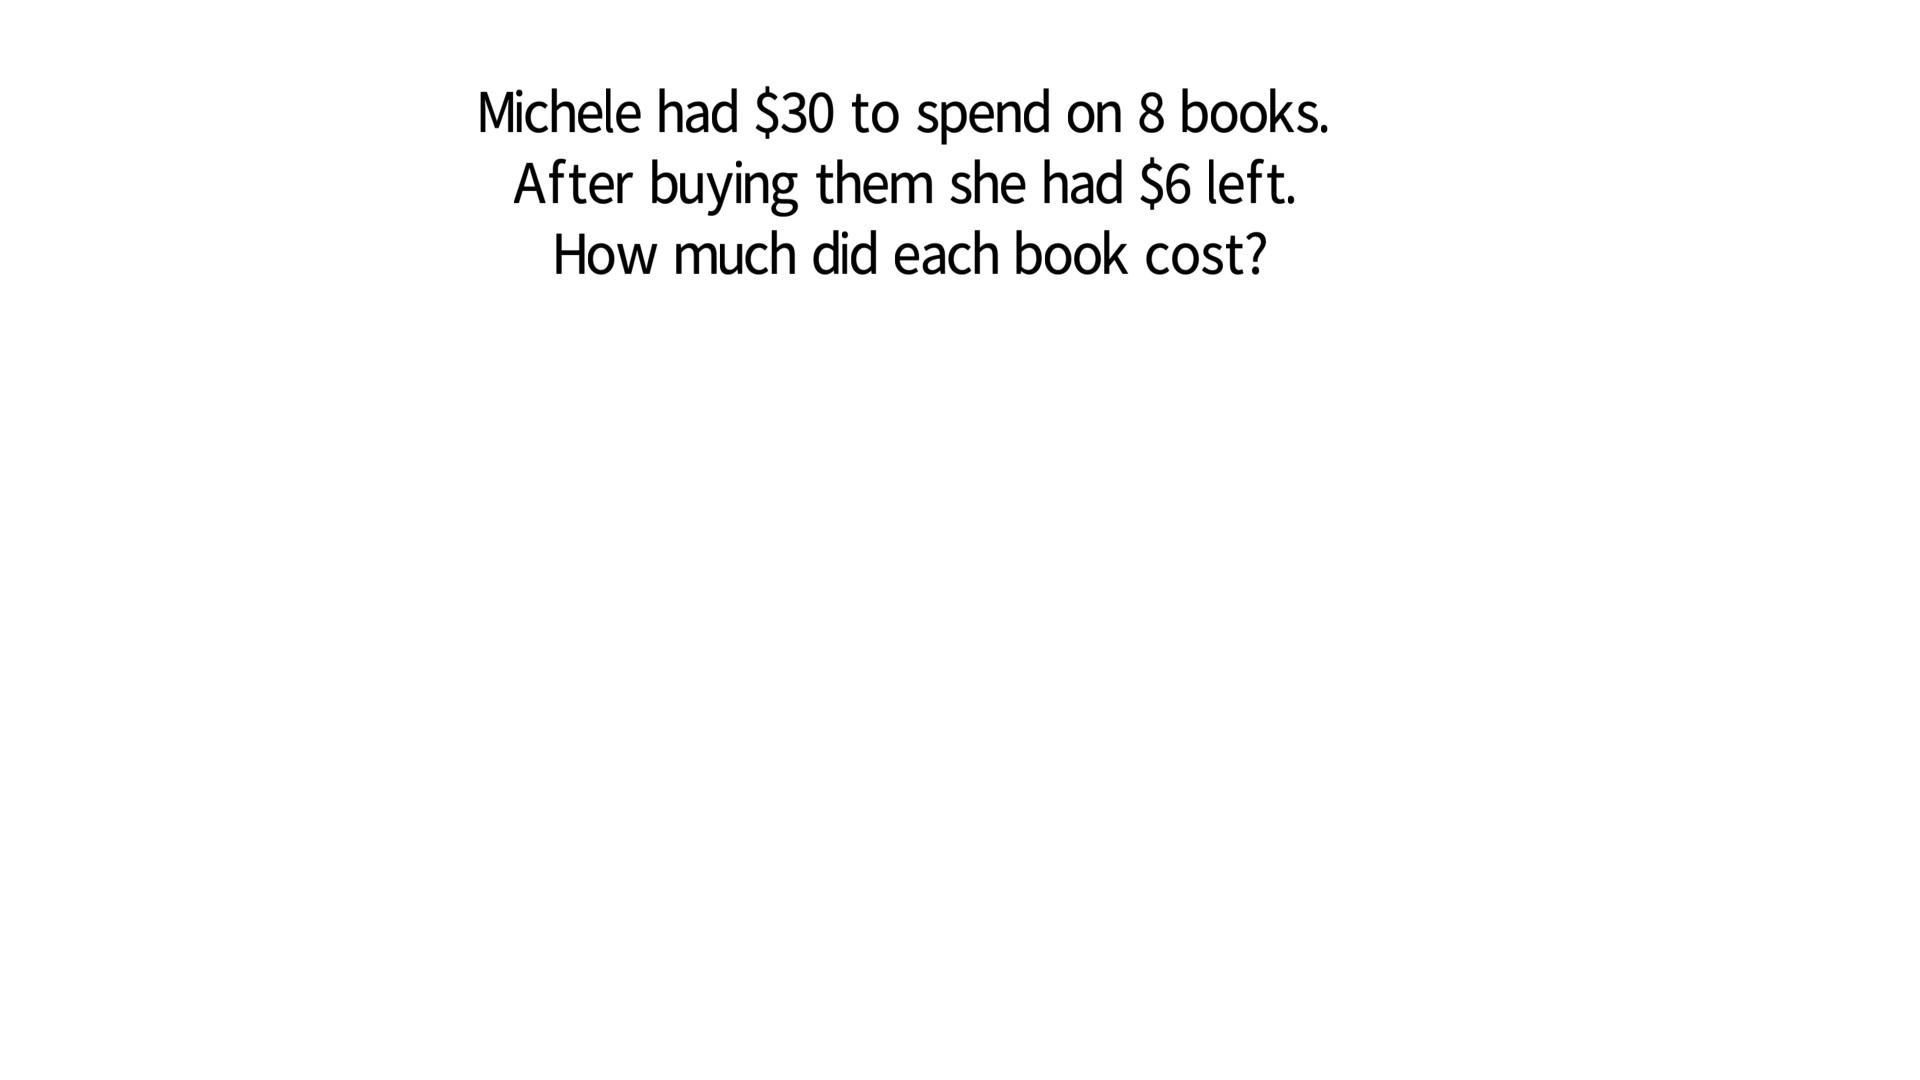 Michele had $30 to spend on 8 books.
After buying them she had $6 left.
How much did each book cost?